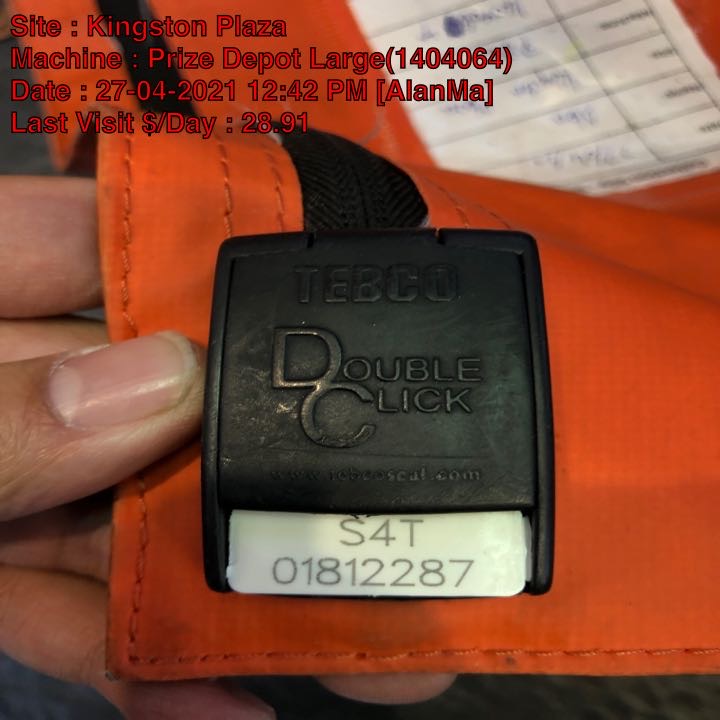 Site : Kingston Plaza
Machine : Prize Depot Large(1404064)
Date : 27-04-2021 12:42 PM [AlanMa]
Last Visit $/Day : 28.91
TEBCO
DOUBLE
CLICK
www.tebcoseal.com
S4T
01812287